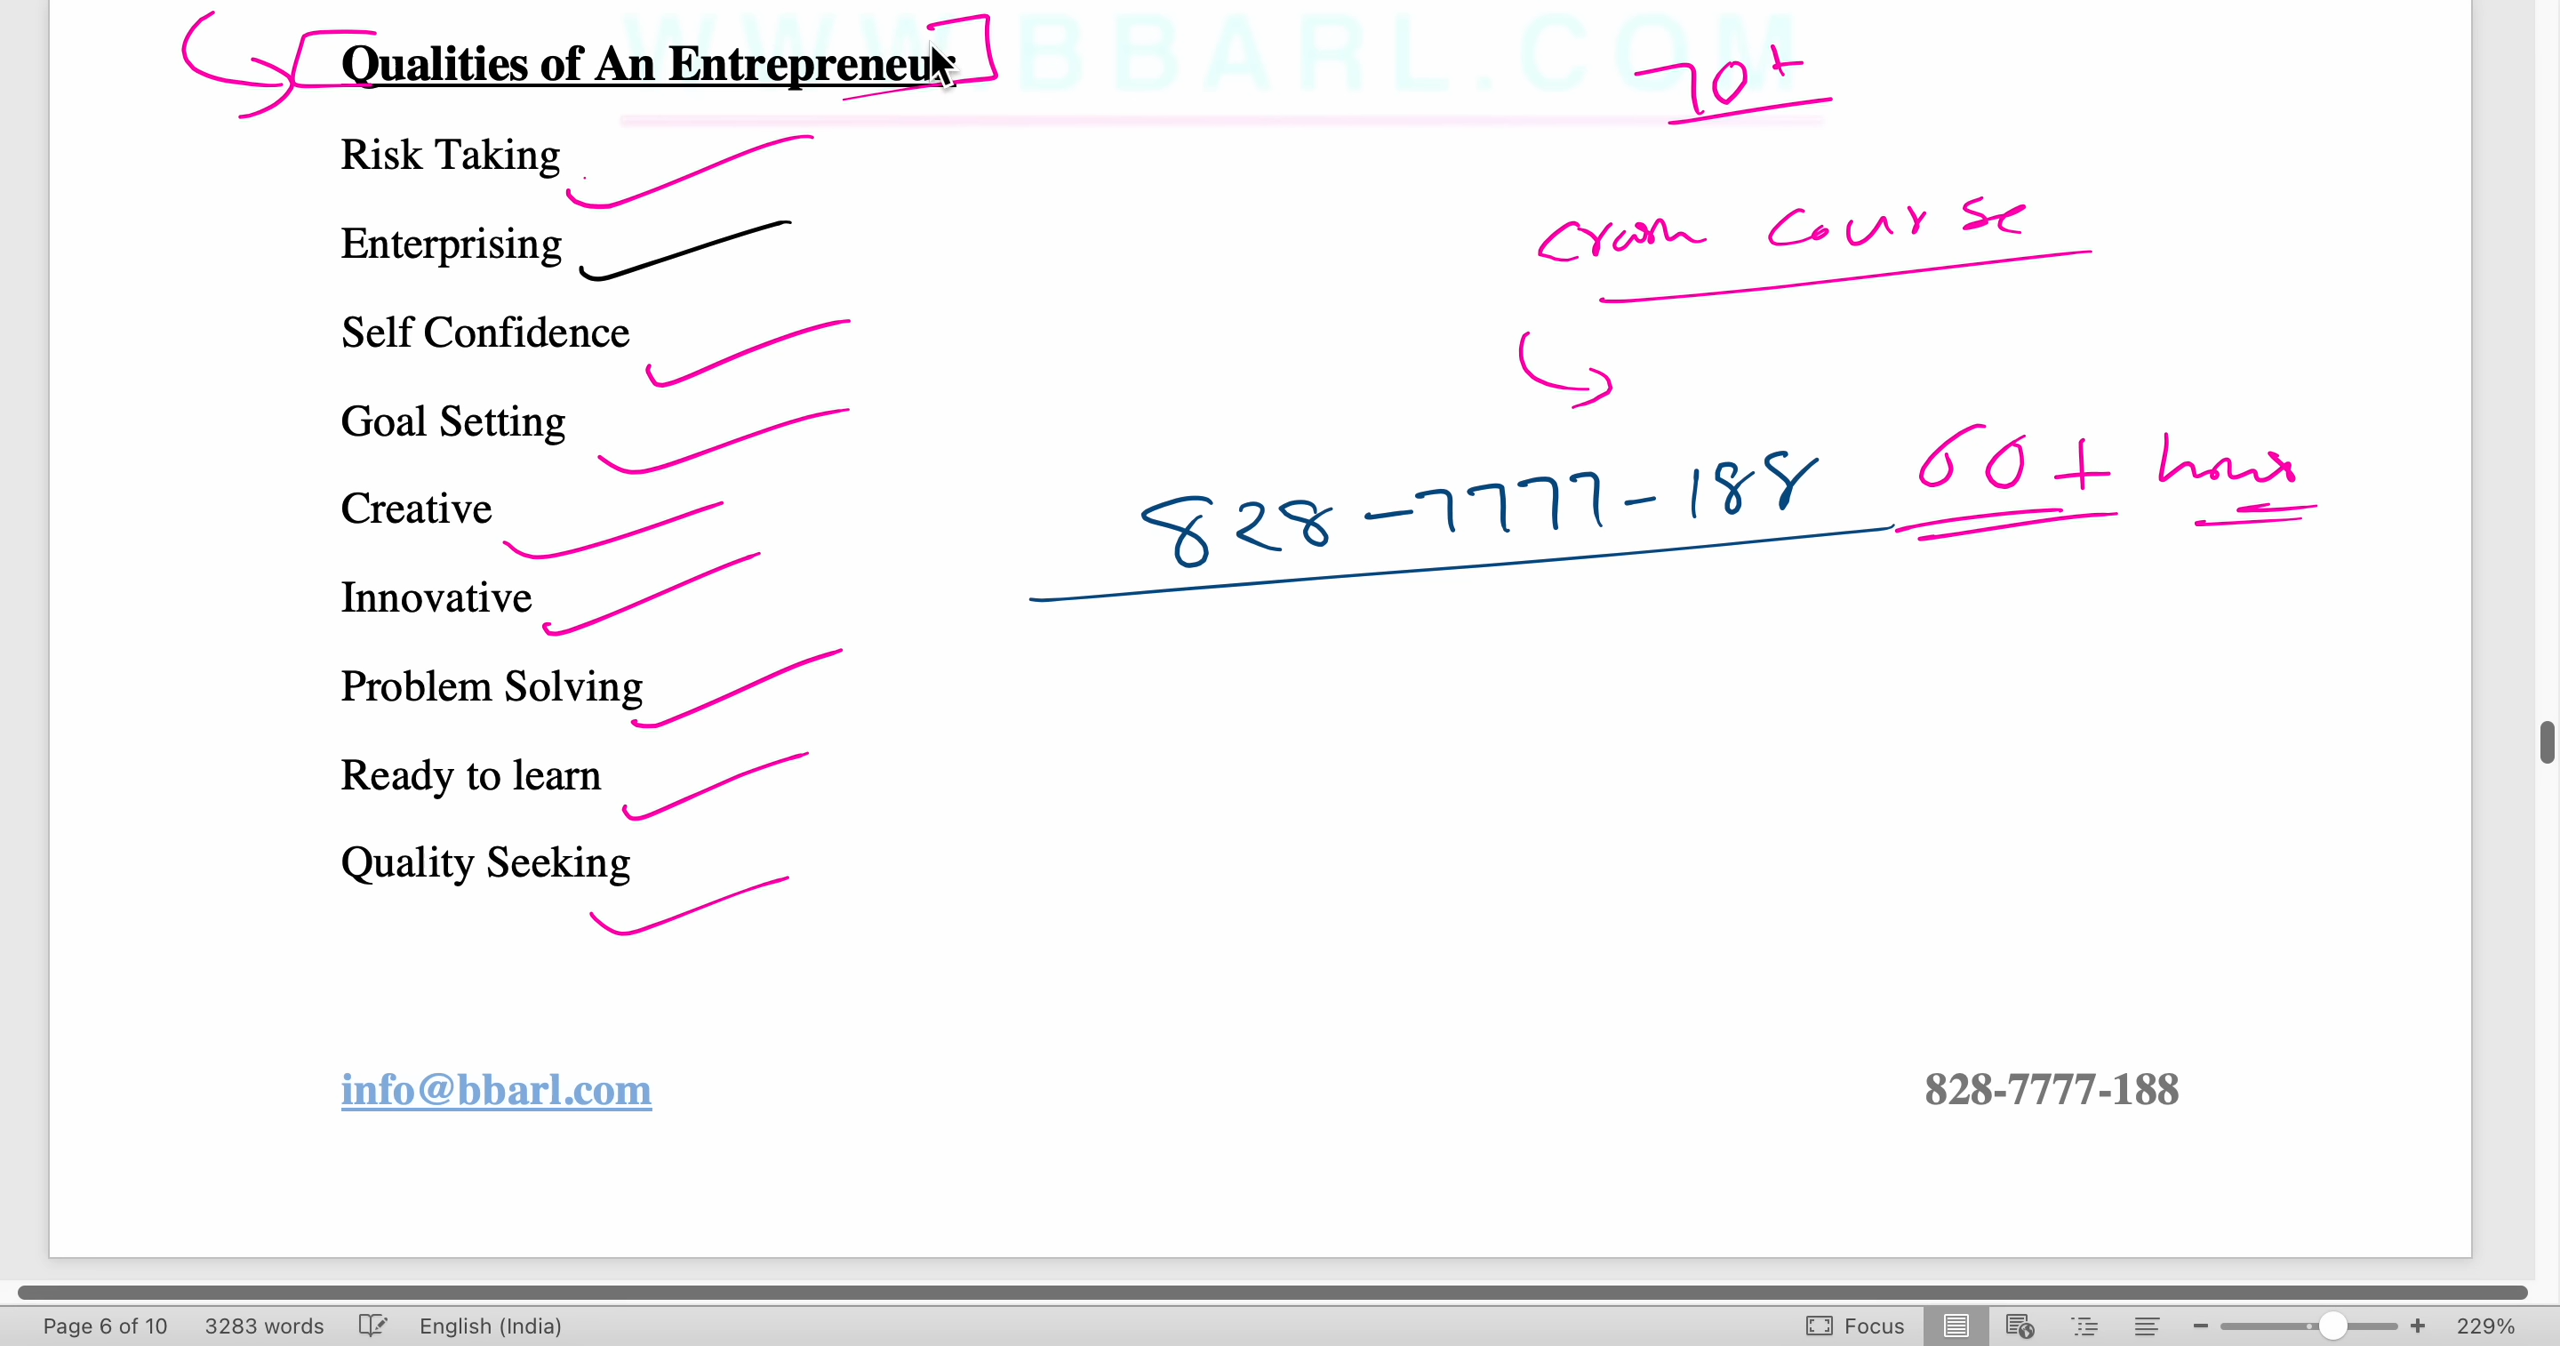 WWW.BBARL.COM
Qualities of An Entrepreneur
70+
Risk Taking
Crash Course
Enterprising
Self Confidence
Goal Setting
60+ hours
828-7777-188
Creative
Innovative
Problem Solving
Ready to learn
Quality Seeking
info@bbarl.com 828-7777-188
Page 6 of 10 3283 words English (India) Focus 229%